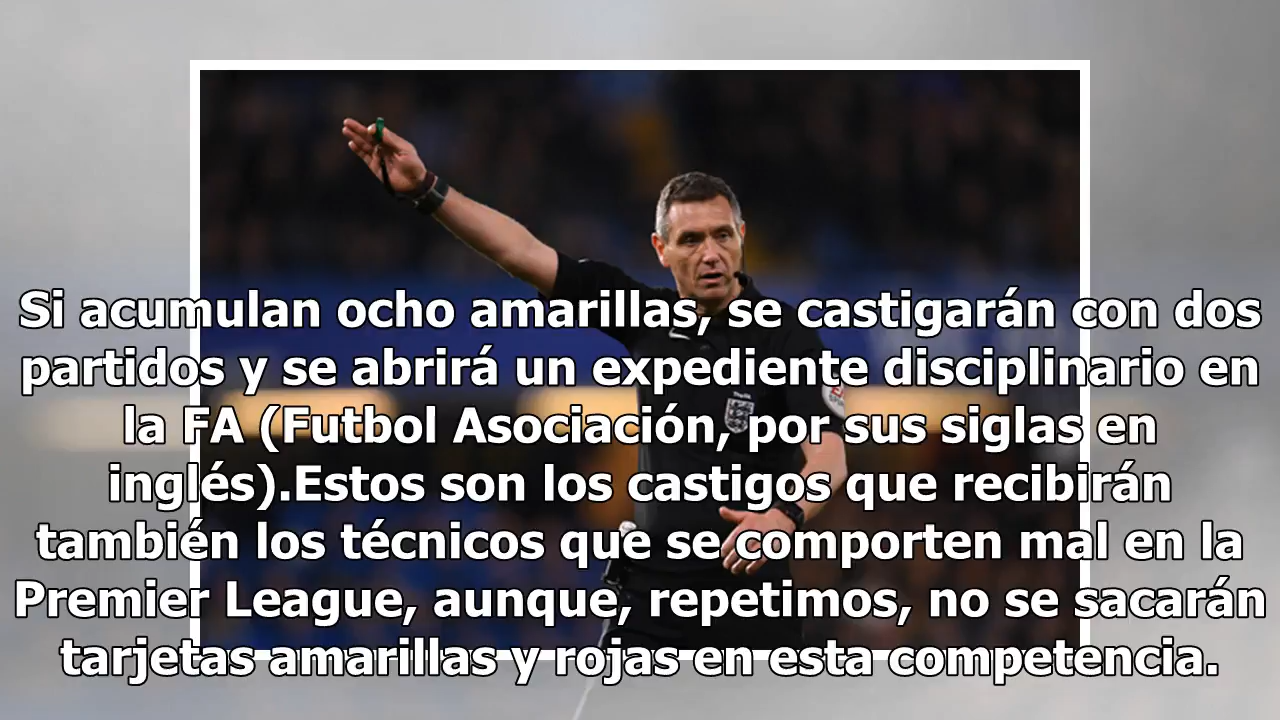 Si acumulan ocho amarillas, se castigarán con dos
partidos y se abrirá un expediente disciplinario en
la FA (Futbol Asociación, por sus siglas en
inglés).Estos son los castigos que recibirán
también los técnicos que se comporten mal en la
Premier League, aunque, repetimos, no se sacarán
tarjetas amarillas y rojas en esta competencia.